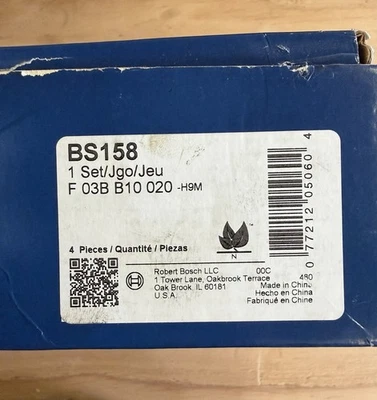 BS158
1 Set/Jgo/Jeu
F 03B B10 020 -H9M
N
4 Pieces / Quantité / Piezas
Robert Bosch LLC 00C
1 Tower Lane, Oakbrook Terrace 480
Oak Brook, IL 60181 Made in China
U.S.A. Hecho en China
Fabriqué en China
0 77212 05060 4